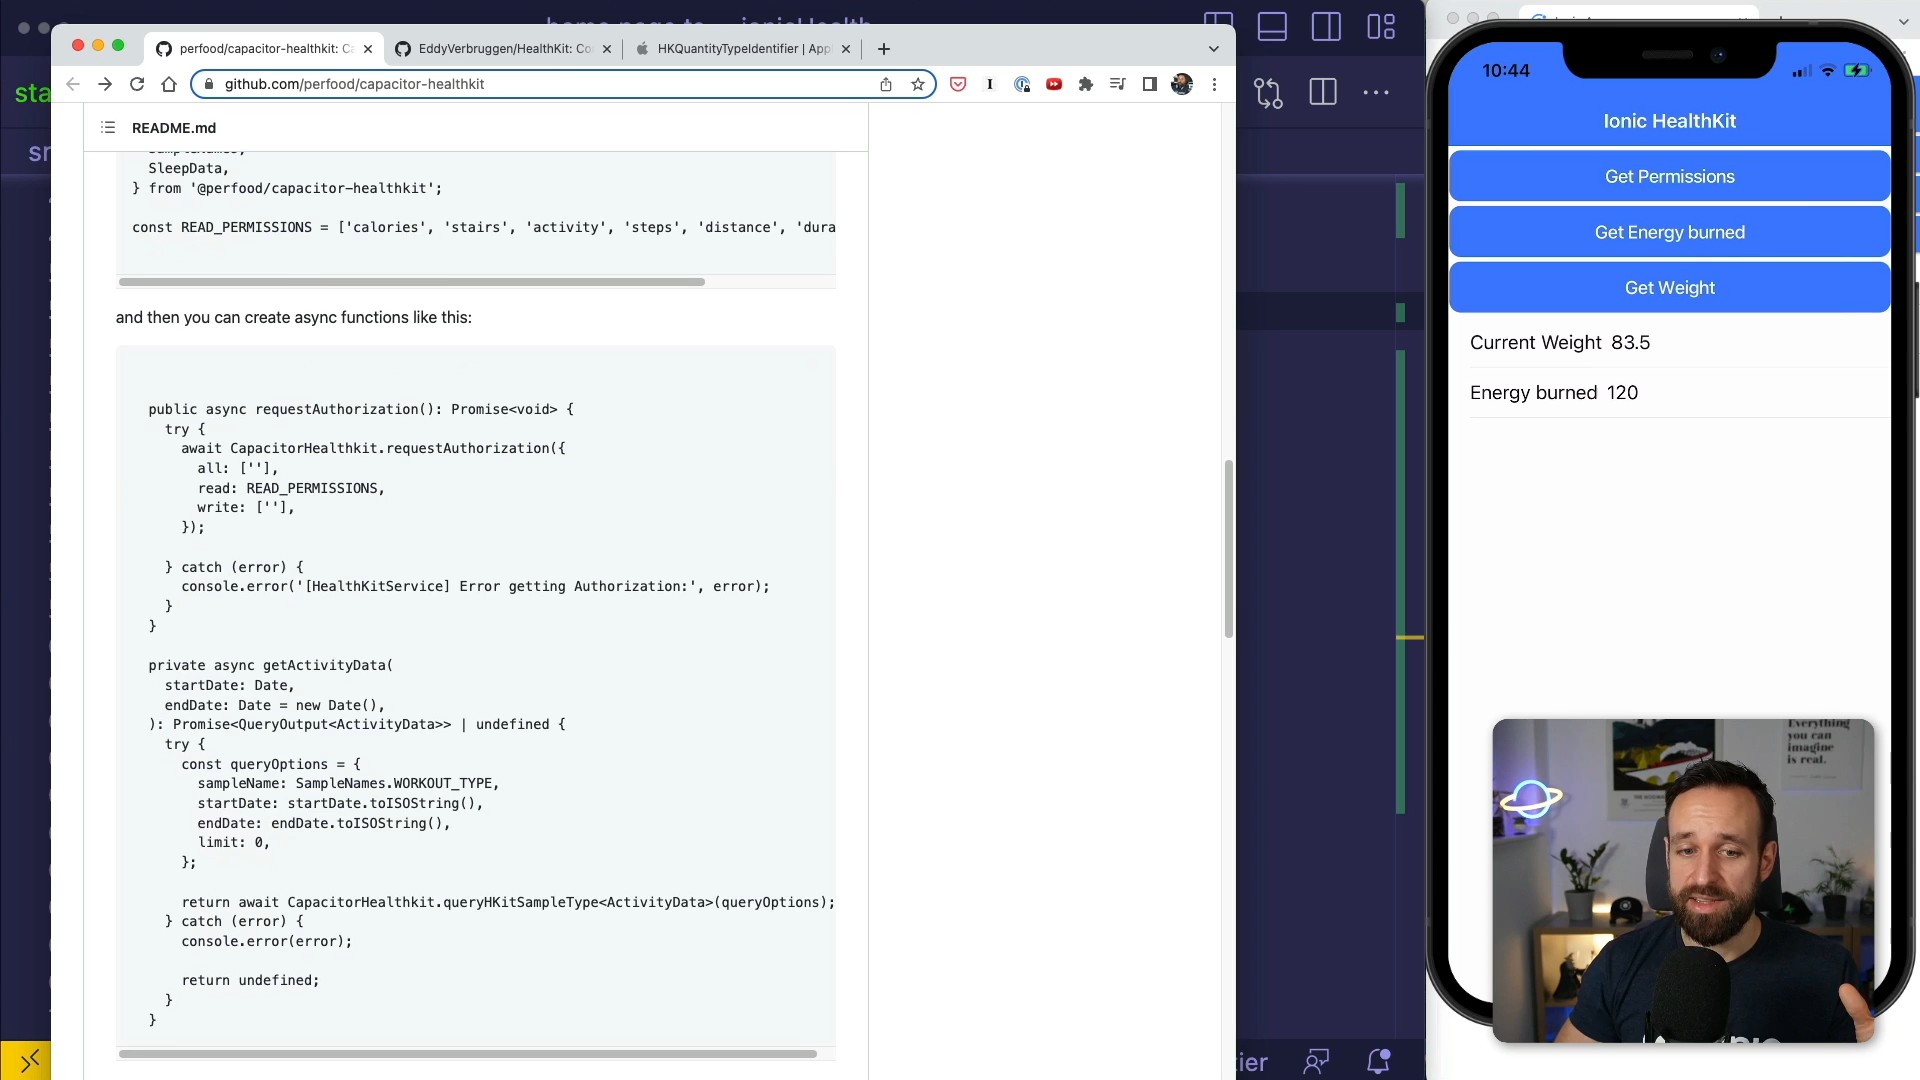 perfood/capacitor-healthkit: Ca
EddyVerbruggen/HealthKit: Co
HKQuantityTypeIdentifier | App
github.com/perfood/capacitor-healthkit
sta
README.md
SleepData,
} from '@perfood/capacitor-healthkit';
const READ_PERMISSIONS = ['calories', 'stairs', 'activity', 'steps', 'distance', 'dura
and then you can create async functions like this:
public async requestAuthorization(): Promise<void> {
try {
await CapacitorHealthkit.requestAuthorization({
all: [''],
read: READ_PERMISSIONS,
write: [''],
});
} catch (error) {
console.error('[HealthKitService] Error getting Authorization:', error);
}
}
private async getActivityData(
startDate: Date,
endDate: Date = new Date(),
): Promise<QueryOutput<ActivityData>> | undefined {
try {
const queryOptions = {
sampleName: SampleNames.WORKOUT_TYPE,
startDate: startDate.toISOString(),
endDate: endDate.toISOString(),
limit: 0,
};
return await CapacitorHealthkit.queryHKitSampleType<ActivityData>(queryOptions);
} catch (error) {
console.error(error);
return undefined;
}
}
10:44
Ionic HealthKit
Get Permissions
Get Energy burned
Get Weight
Current Weight 83.5
Energy burned 120
Everything
you can
imagine
is real.
tier